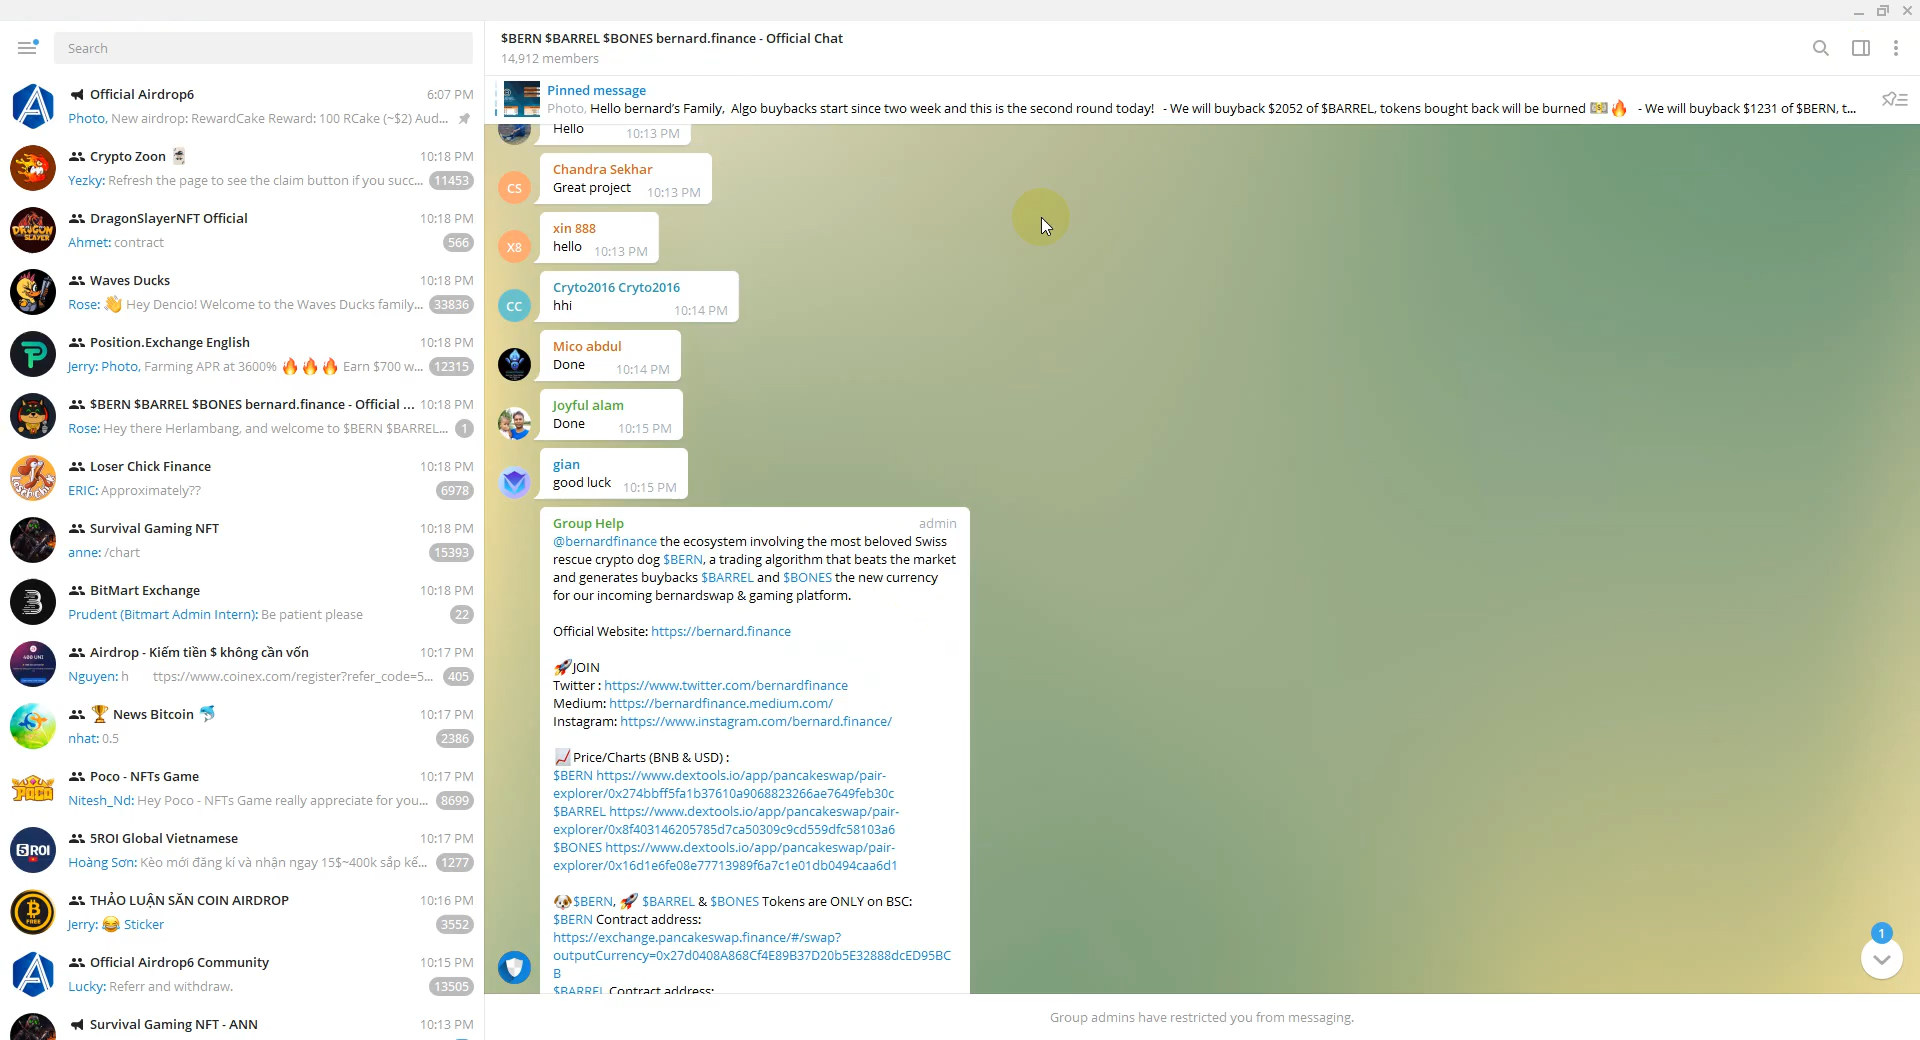 Search
Official Airdrop6 6:07 PM
Photo, New airdrop: RewardCake Reward: 100 RCake (~$2) Aud...
Crypto Zoon 10:18 PM
Yezky: Refresh the page to see the claim button if you succ... 11453
DragonSlayerNFT Official 10:18 PM
Ahmet: contract 566
Waves Ducks 10:18 PM
Rose: 👋 Hey Dencio! Welcome to the Waves Ducks family... 33836
Position.Exchange English 10:18 PM
Jerry: Photo, Farming APR at 3600% 🔥🔥🔥 Earn $700 w... 12315
$BERN $BARREL $BONES bernard.finance - Official ... 10:18 PM
Rose: Hey there Herlambang, and welcome to $BERN $BARREL... 1
Loser Chick Finance 10:18 PM
ERIC: Approximately?? 6978
Survival Gaming NFT 10:18 PM
anne: /chart 15393
BitMart Exchange 10:18 PM
Prudent (Bitmart Admin Intern): Be patient please 22
Airdrop - Kiếm tiền $ không cần vốn 10:17 PM
Nguyen: h ttps://www.coinex.com/register?refer_code=5... 405
🏆 News Bitcoin 🐬 10:17 PM
nhat: 0.5 2386
Poco - NFTs Game 10:17 PM
Nitesh_Nd: Hey Poco - NFTs Game really appreciate for you... 8699
5ROI Global Vietnamese 10:17 PM
Hoàng Sơn: Kèo mới đăng kí và nhận ngay 15$~400k sắp kế... 1277
THẢO LUẬN SĂN COIN AIRDROP 10:16 PM
Jerry: 😂 Sticker 3552
Official Airdrop6 Community 10:15 PM
Lucky: Referr and withdraw. 13505
Survival Gaming NFT - ANN 10:13 PM
$BERN $BARREL $BONES bernard.finance - Official Chat
14,912 members
Pinned message
Photo, Hello bernard's Family, Algo buybacks start since two week and this is the second round today! - We will buyback $2052 of $BARREL, tokens bought back will be burned 💵🔥 - We will buyback $1231 of $BERN, t...
Hello 10:13 PM
Chandra Sekhar
CS Great project 10:13 PM
xin 888
X8 hello 10:13 PM
Cryto2016 Cryto2016
CC hhi 10:14 PM
Mico abdul
Done 10:14 PM
Joyful alam
Done 10:15 PM
gian
good luck 10:15 PM
Group Help admin
@bernardfinance the ecosystem involving the most beloved Swiss
rescue crypto dog $BERN, a trading algorithm that beats the market
and generates buybacks $BARREL and $BONES the new currency
for our incoming bernardswap & gaming platform.
Official Website: https://bernard.finance
🚀JOIN
Twitter : https://www.twitter.com/bernardfinance
Medium: https://bernardfinance.medium.com/
Instagram: https://www.instagram.com/bernard.finance/
📈Price/Charts (BNB & USD) :
$BERN https://www.dextools.io/app/pancakeswap/pair-
explorer/0x274bbff5fa1b37610a9068823266ae7649feb30c
$BARREL https://www.dextools.io/app/pancakeswap/pair-
explorer/0x8f403146205785d7ca50309c9cd559dfc58103a6
$BONES https://www.dextools.io/app/pancakeswap/pair-
explorer/0x16d1e6fe08e77713989f6a7c1e01db0494caa6d1
🐶$BERN, 🚀 $BARREL & $BONES Tokens are ONLY on BSC:
$BERN Contract address:
https://exchange.pancakeswap.finance/#/swap?
outputCurrency=0x27d0408A868Cf4E89B37D20b5E32888dcED95BC
B
$BARREL Contract address:
1
Group admins have restricted you from messaging.